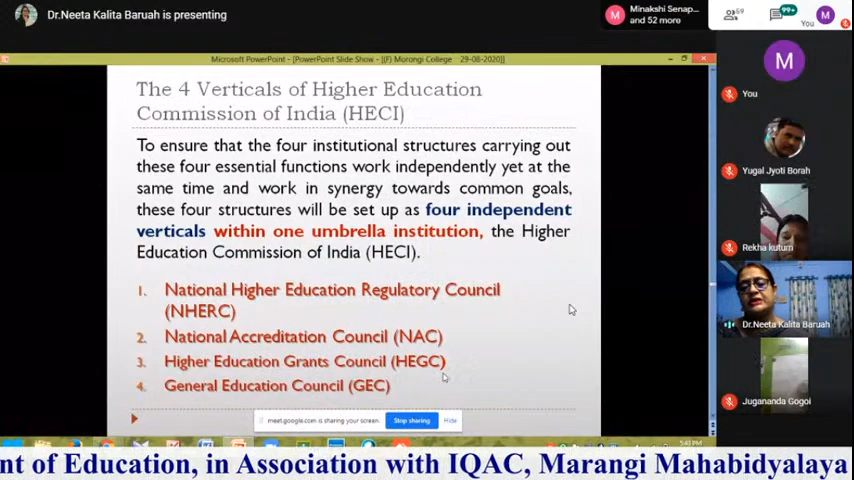 Dr.Neeta Kalita Baruah is presenting
Minakshi Senap...
and 52 more
59
99+
You
M
M
M
Microsoft PowerPoint - [PowerPoint Slide Show - [(F) Morangi College 29-08-2020]]
The 4 Verticals of Higher Education
Commission of India (HECI)
To ensure that the four institutional structures carrying out
these four essential functions work independently yet at the
same time and work in synergy towards common goals,
these four structures will be set up as four independent
verticals within one umbrella institution, the Higher
Education Commission of India (HECI).
1. National Higher Education Regulatory Council
(NHERC)
2. National Accreditation Council (NAC)
3. Higher Education Grants Council (HEGC)
4. General Education Council (GEC)
meet.google.com is sharing your screen.
Stop sharing
Hide
5:43 PM
You
Yugal Jyoti Borah
Rekha kutum
Dr.Neeta Kalita Baruah
Jugananda Gogoi
nt of Education, in Association with IQAC, Marangi Mahabidyalaya